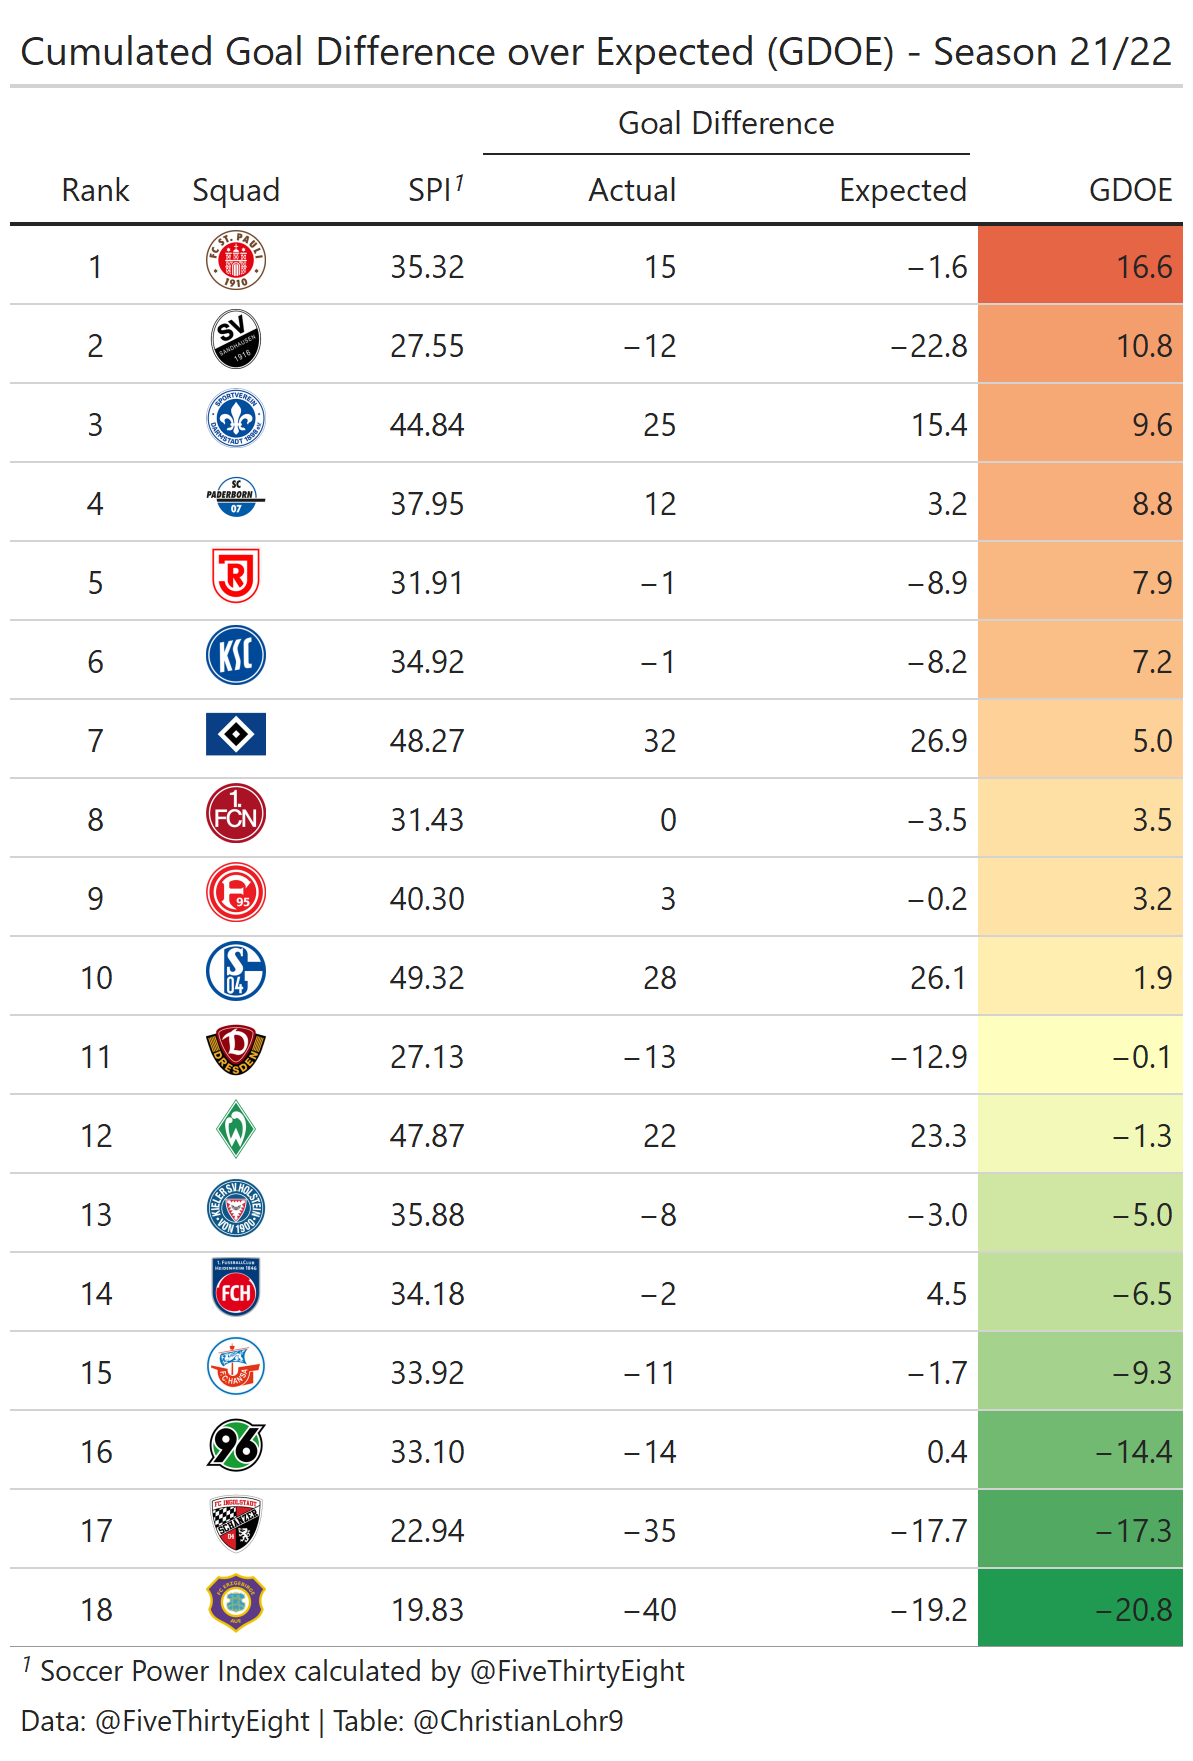 Cumulated Goal Difference over Expected (GDOE) - Season 21/22
Goal Difference
Rank Squad SPI¹ Actual Expected GDOE
1 FC ST. PAULI 1910 35.32 15 −1.6 16.6
2 SV SANDHAUSEN 1916 27.55 −12 −22.8 10.8
3 SPORTVEREIN DARMSTADT 1898 e.V. 44.84 25 15.4 9.6
4 SC PADERBORN 07 37.95 12 3.2 8.8
5 JR 31.91 −1 −8.9 7.9
6 KSC 34.92 −1 −8.2 7.2
7 48.27 32 26.9 5.0
8 1. FCN 31.43 0 −3.5 3.5
9 F 95 40.30 3 −0.2 3.2
10 S 04 49.32 28 26.1 1.9
11 D DRESDEN 27.13 −13 −12.9 −0.1
12 W 47.87 22 23.3 −1.3
13 KIELER SV. HOLSTEIN VON 1900 35.88 −8 −3.0 −5.0
14 1. FUSSBALLCLUB HEIDENHEIM 1846 FCH 34.18 −2 4.5 −6.5
15 F.C. HANSA 33.92 −11 −1.7 −9.3
16 96 33.10 −14 0.4 −14.4
17 FC INGOLSTADT SCHANZER 04 22.94 −35 −17.7 −17.3
18 FC ERZGEBIRGE AUE 19.83 −40 −19.2 −20.8
¹ Soccer Power Index calculated by @FiveThirtyEight
Data: @FiveThirtyEight | Table: @ChristianLohr9